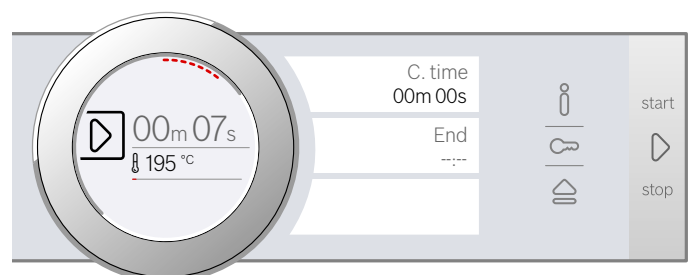 00m 07s
195 °C
C. time
00m 00s
End
--:--
start
stop